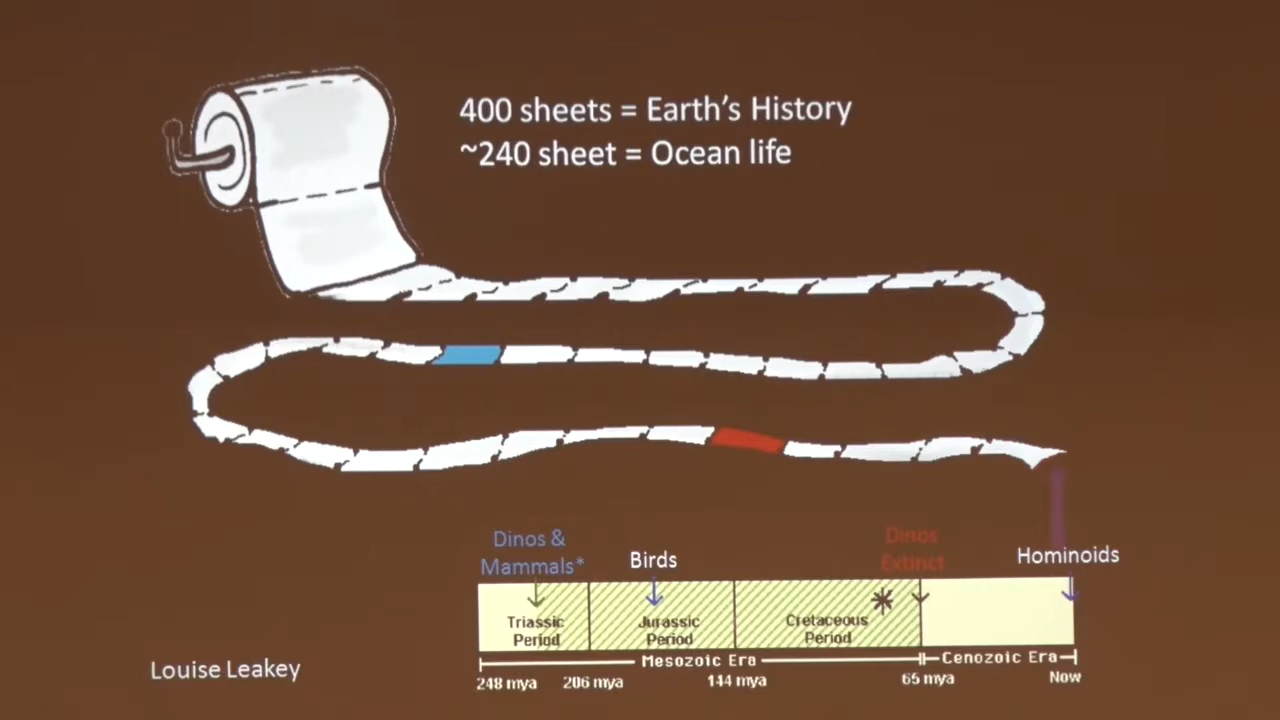 400 sheets = Earth's History
~240 sheet = Ocean life
Dinos &
Mammals*
Birds
Dinos
Extinct
Hominoids
Triassic
Period
Jurassic
Period
Cretaceous
Period
Mesozoic Era
Cenozoic Era
248 mya
206 mya
144 mya
65 mya
Now
Louise Leakey